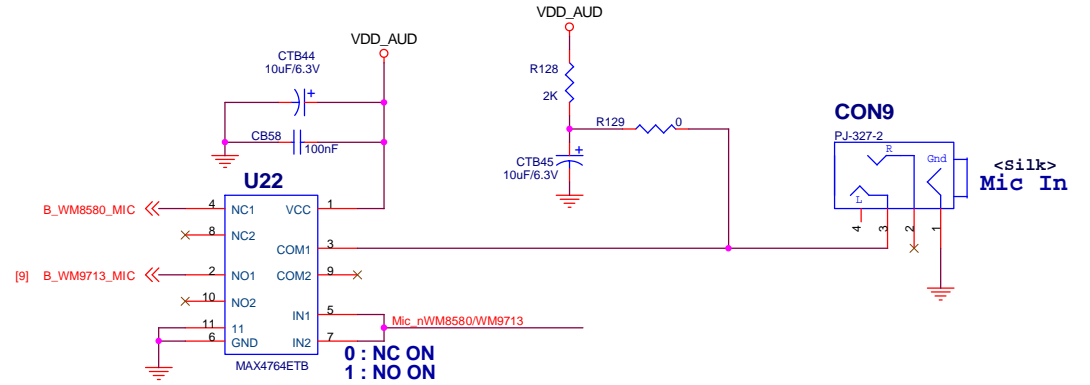 VDD_AUD
VDD_AUD
CTB44
10uF/6.3V
+
R128
2K
CON9
PJ-327-2
R129
0
CB58
100nF
+
CTB45
10uF/6.3V
R
Gnd
<Silk>
Mic In
L
U22
B_WM8580_MIC
4
NC1
VCC
1
4
3
2
1
8
NC2
COM1
3
[9]
B_WM9713_MIC
2
NO1
COM2
9
10
NO2
IN1
5
Mic_nWM8580/WM9713
11
11
6
GND
IN2
7
0 : NC ON
1 : NO ON
MAX4764ETB